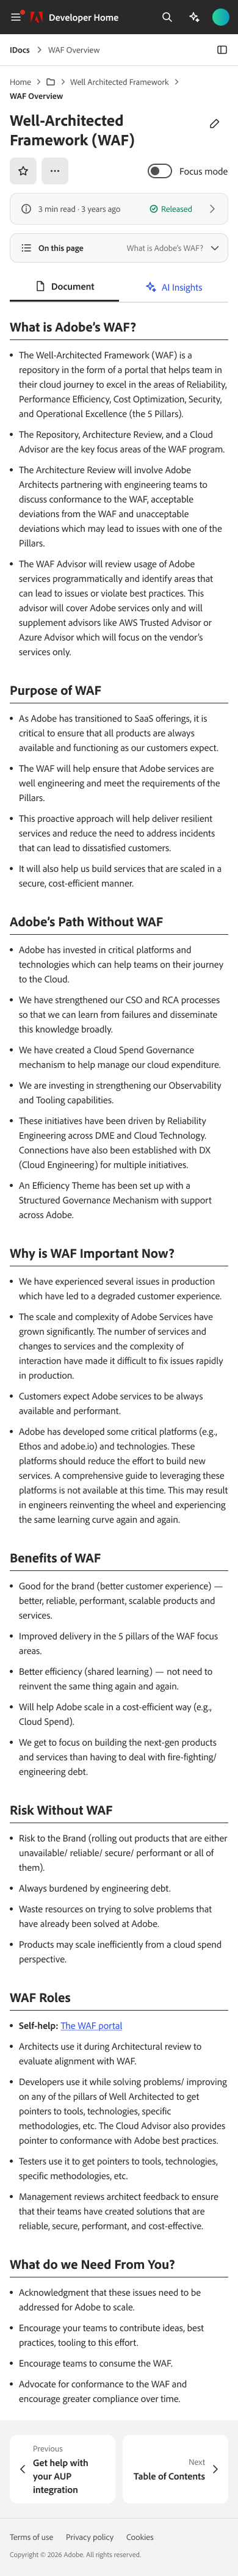 Developer Home
IDocs > WAF Overview
Home > > Well Architected Framework >
WAF Overview
Well-Architected
Framework (WAF)
Focus mode
3 min read · 3 years ago Released
On this page What is Adobe's WAF?
Document AI Insights
What is Adobe's WAF?
• The Well-Architected Framework (WAF) is a
repository in the form of a portal that helps team in
their cloud journey to excel in the areas of Reliability,
Performance Efficiency, Cost Optimization, Security,
and Operational Excellence (the 5 Pillars).
• The Repository, Architecture Review, and a Cloud
Advisor are the key focus areas of the WAF program.
• The Architecture Review will involve Adobe
Architects partnering with engineering teams to
discuss conformance to the WAF, acceptable
deviations from the WAF and unacceptable
deviations which may lead to issues with one of the
Pillars.
• The WAF Advisor will review usage of Adobe
services programmatically and identify areas that
can lead to issues or violate best practices. This
advisor will cover Adobe services only and will
supplement advisors like AWS Trusted Advisor or
Azure Advisor which will focus on the vendor's
services only.
Purpose of WAF
• As Adobe has transitioned to SaaS offerings, it is
critical to ensure that all products are always
available and functioning as our customers expect.
• The WAF will help ensure that Adobe services are
well engineering and meet the requirements of the
Pillars.
• This proactive approach will help deliver resilient
services and reduce the need to address incidents
that can lead to dissatisfied customers.
• It will also help us build services that are scaled in a
secure, cost-efficient manner.
Adobe's Path Without WAF
• Adobe has invested in critical platforms and
technologies which can help teams on their journey
to the Cloud.
• We have strengthened our CSO and RCA processes
so that we can learn from failures and disseminate
this knowledge broadly.
• We have created a Cloud Spend Governance
mechanism to help manage our cloud expenditure.
• We are investing in strengthening our Observability
and Tooling capabilities.
• These initiatives have been driven by Reliability
Engineering across DME and Cloud Technology.
Connections have also been established with DX
(Cloud Engineering) for multiple initiatives.
• An Efficiency Theme has been set up with a
Structured Governance Mechanism with support
across Adobe.
Why is WAF Important Now?
• We have experienced several issues in production
which have led to a degraded customer experience.
• The scale and complexity of Adobe Services have
grown significantly. The number of services and
changes to services and the complexity of
interaction have made it difficult to fix issues rapidly
in production.
• Customers expect Adobe services to be always
available and performant.
• Adobe has developed some critical platforms (e.g.,
Ethos and adobe.io) and technologies. These
platforms should reduce the effort to build new
services. A comprehensive guide to leveraging these
platforms is not available at this time. This may result
in engineers reinventing the wheel and experiencing
the same learning curve again and again.
Benefits of WAF
• Good for the brand (better customer experience) —
better, reliable, performant, scalable products and
services.
• Improved delivery in the 5 pillars of the WAF focus
areas.
• Better efficiency (shared learning) — not need to
reinvent the same thing again and again.
• Will help Adobe scale in a cost-efficient way (e.g.,
Cloud Spend).
• We get to focus on building the next-gen products
and services than having to deal with fire-fighting/
engineering debt.
Risk Without WAF
• Risk to the Brand (rolling out products that are either
unavailable/ reliable/ secure/ performant or all of
them).
• Always burdened by engineering debt.
• Waste resources on trying to solve problems that
have already been solved at Adobe.
• Products may scale inefficiently from a cloud spend
perspective.
WAF Roles
• Self-help: The WAF portal
• Architects use it during Architectural review to
evaluate alignment with WAF.
• Developers use it while solving problems/ improving
on any of the pillars of Well Architected to get
pointers to tools, technologies, specific
methodologies, etc. The Cloud Advisor also provides
pointer to conformance with Adobe best practices.
• Testers use it to get pointers to tools, technologies,
specific methodologies, etc.
• Management reviews architect feedback to ensure
that their teams have created solutions that are
reliable, secure, performant, and cost-effective.
What do we Need From You?
• Acknowledgment that these issues need to be
addressed for Adobe to scale.
• Encourage your teams to contribute ideas, best
practices, tooling to this effort.
• Encourage teams to consume the WAF.
• Advocate for conformance to the WAF and
encourage greater compliance over time.
Previous
Get help with
your AUP
integration
Next
Table of Contents
Terms of use Privacy policy Cookies
Copyright © 2026 Adobe. All rights reserved.